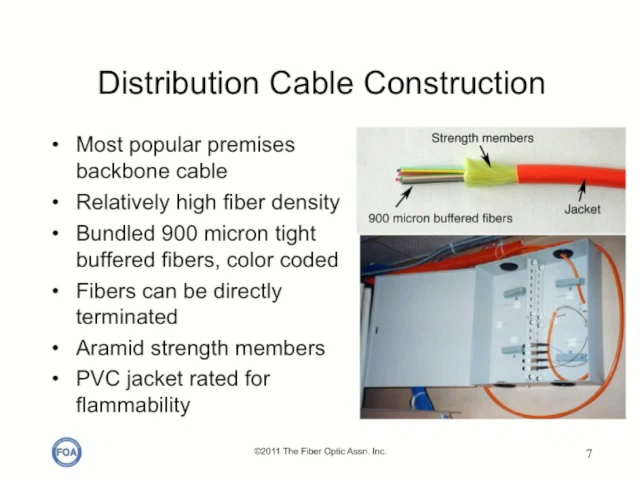 Distribution Cable Construction
• Most popular premises
backbone cable
• Relatively high fiber density
• Bundled 900 micron tight
buffered fibers, color coded
• Fibers can be directly
terminated
• Aramid strength members
• PVC jacket rated for
flammability
Strength members
900 micron buffered fibers
Jacket
FOA
©2011 The Fiber Optic Assn. Inc.
7